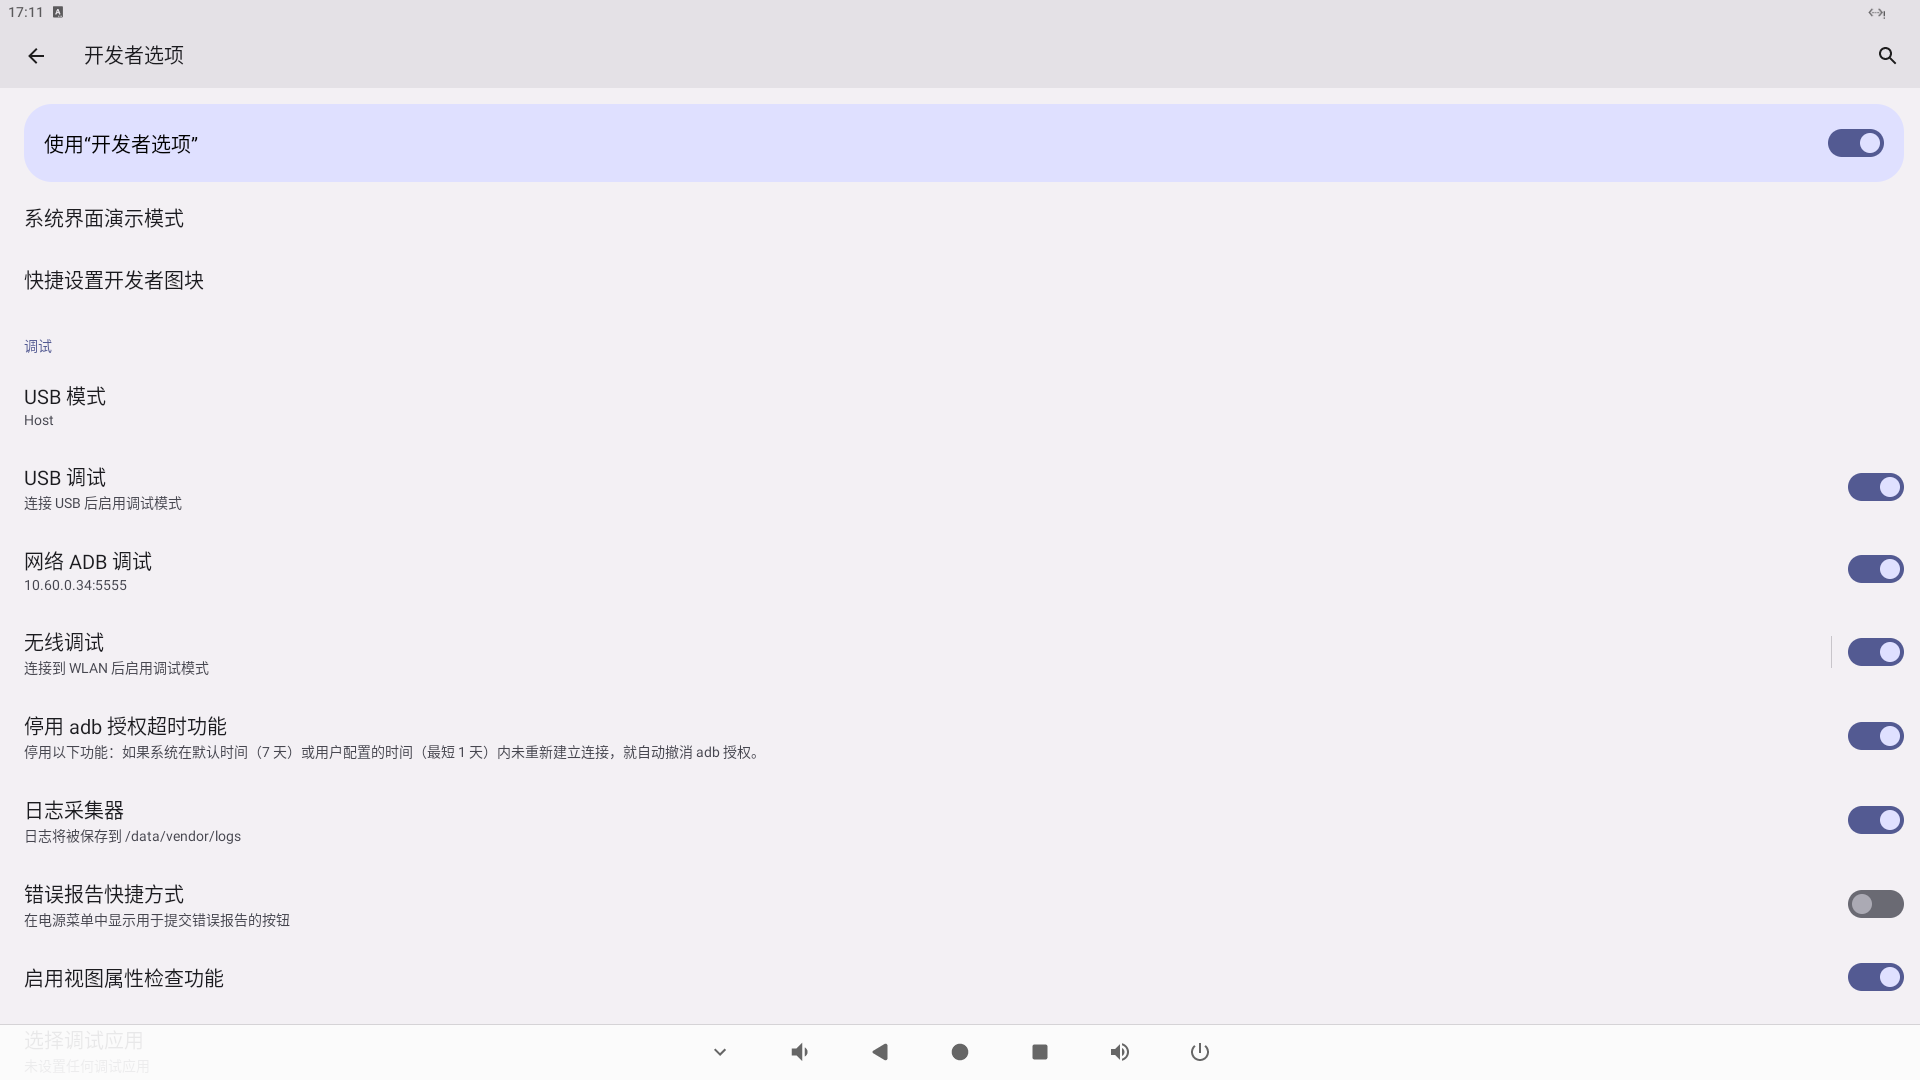 17:11
开发者选项
使用“开发者选项”
系统界面演示模式
快捷设置开发者图块
调试
USB 模式
Host
USB 调试
连接 USB 后启用调试模式
网络 ADB 调试
10.60.0.34:5555
无线调试
连接到 WLAN 后启用调试模式
停用 adb 授权超时功能
停用以下功能：如果系统在默认时间（7 天）或用户配置的时间（最短 1 天）内未重新建立连接，就自动撤消 adb 授权。
日志采集器
日志将被保存到 /data/vendor/logs
错误报告快捷方式
在电源菜单中显示用于提交错误报告的按钮
启用视图属性检查功能
选择调试应用
未设置任何调试应用